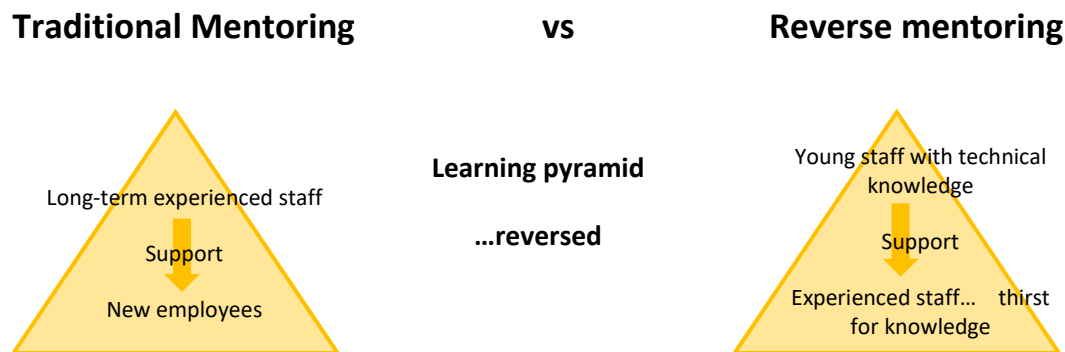 Traditional Mentoring vs Reverse mentoring
Long-term experienced staff
Support
New employees
Learning pyramid
...reversed
Young staff with technical
knowledge
Support
Experienced staff... thirst
for knowledge